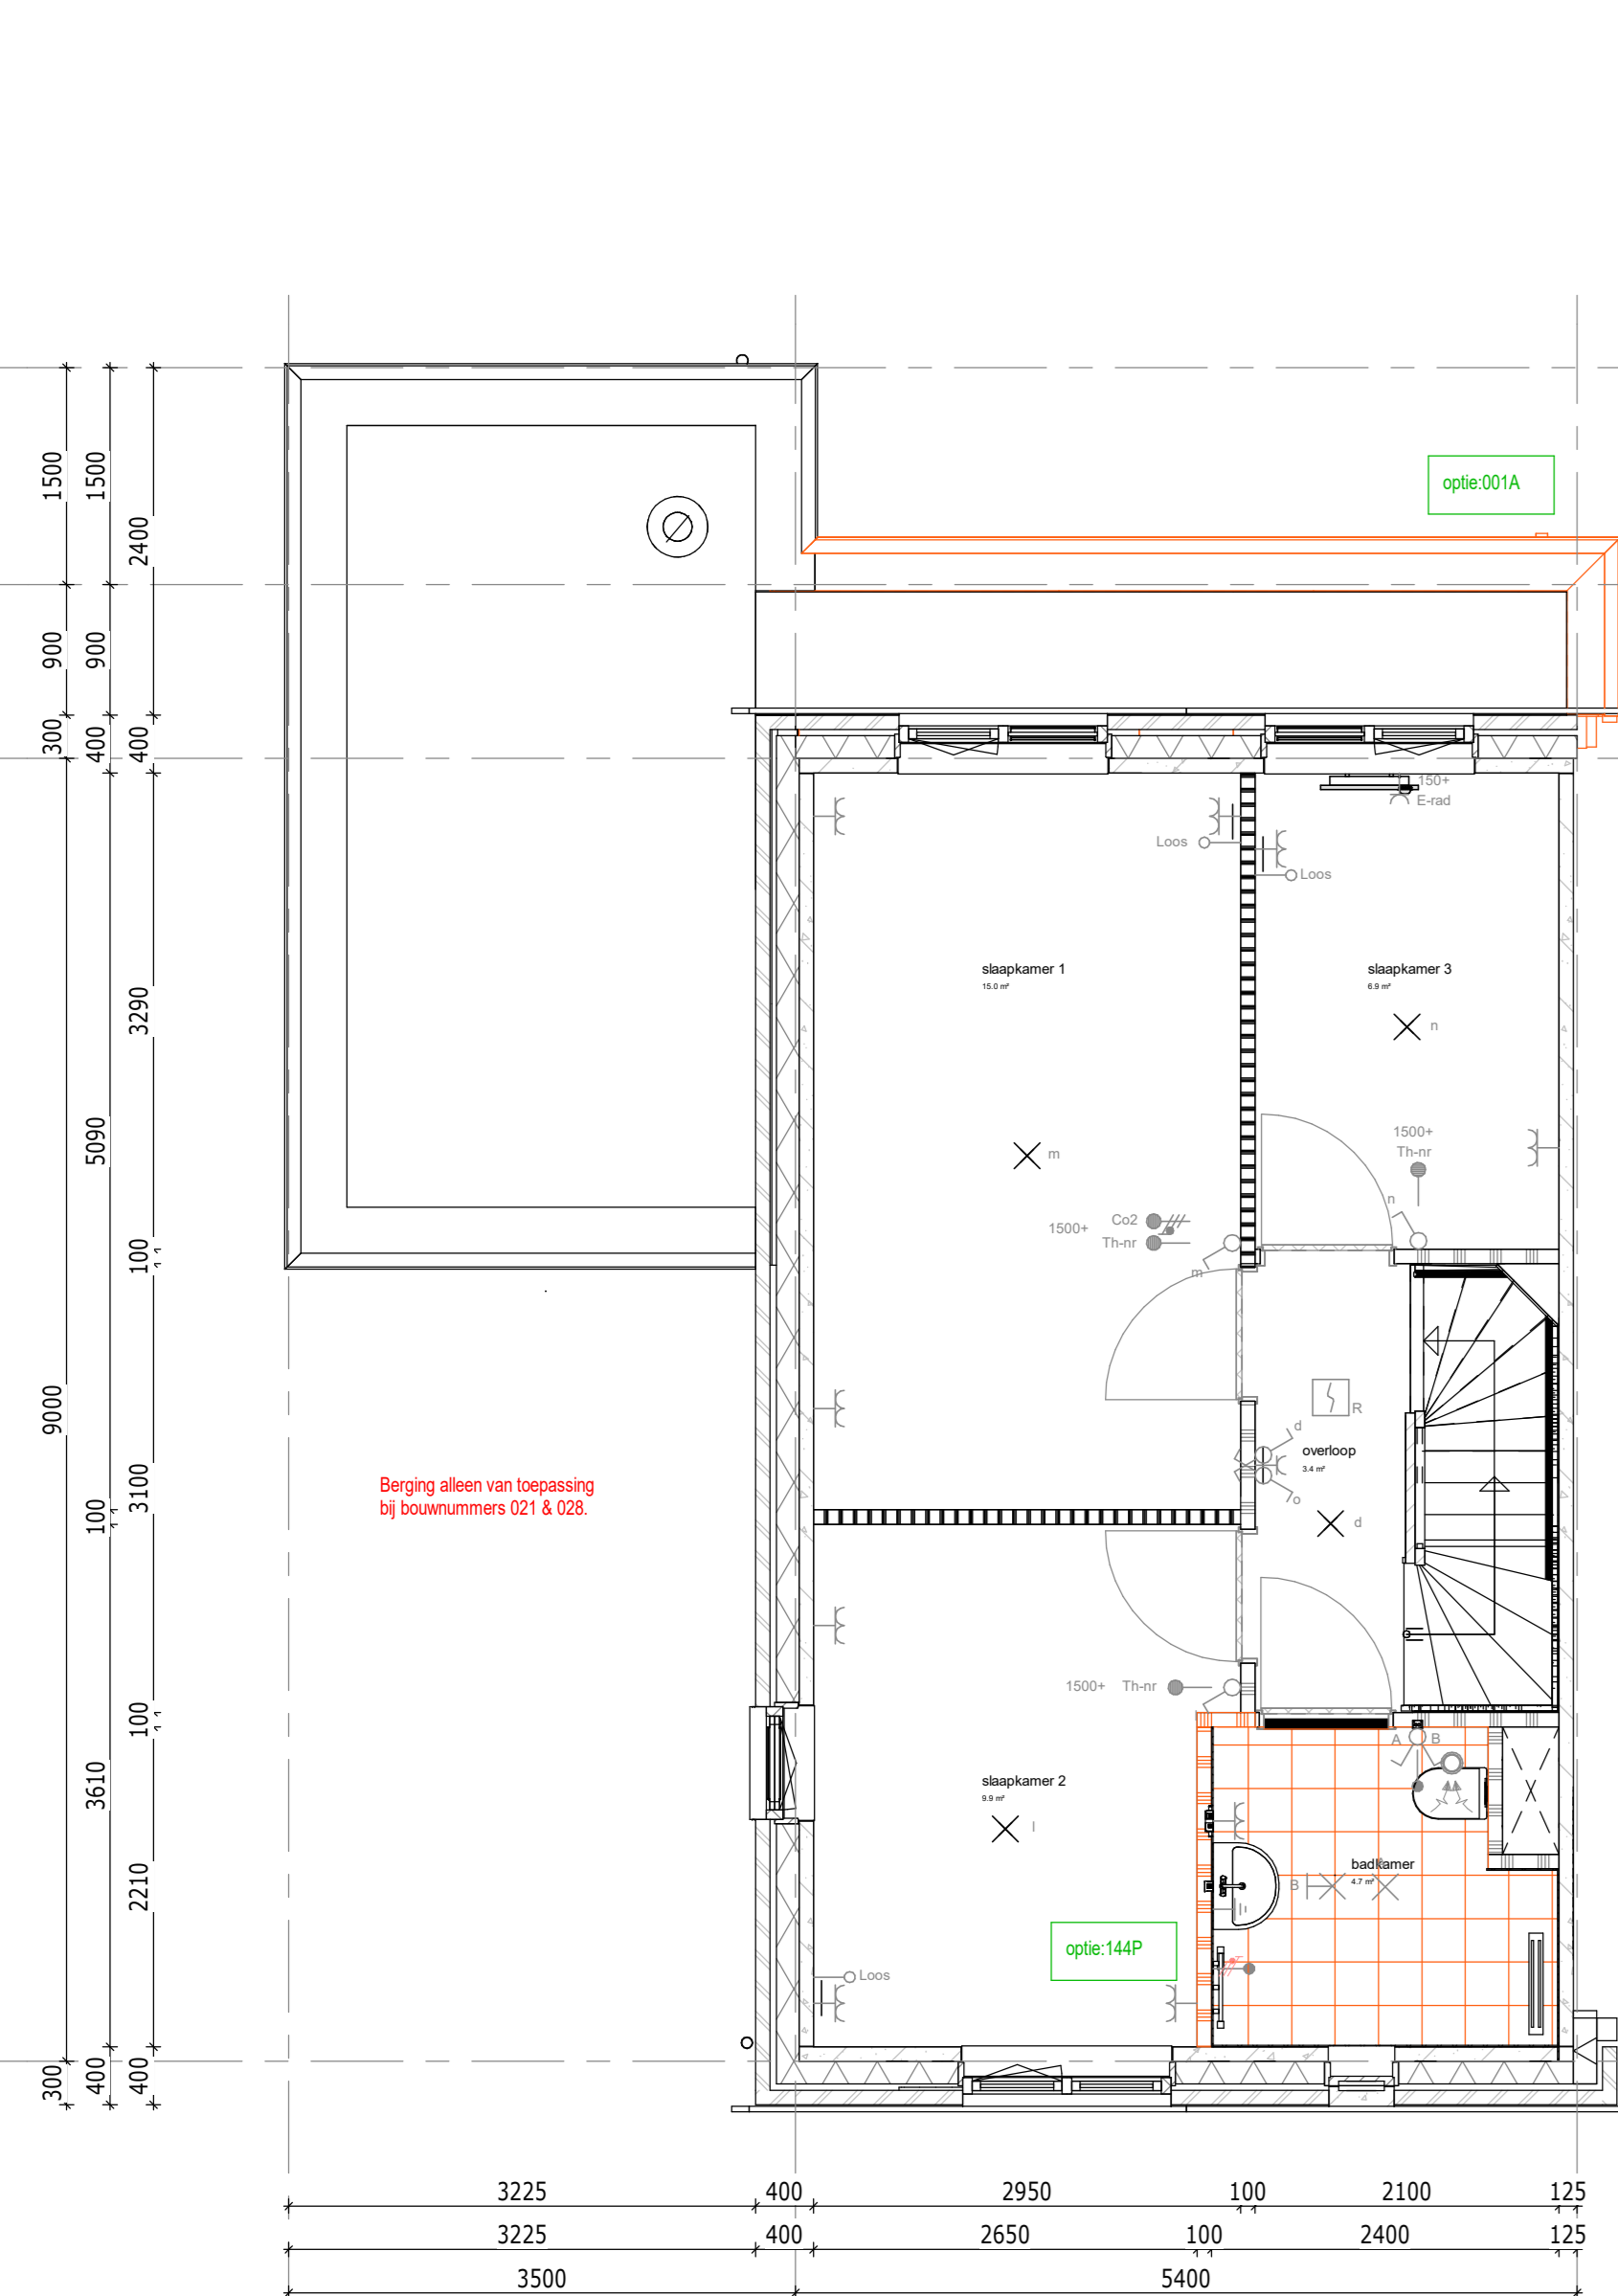 optie:001A
1500
1500
2400
900
900
300
400
400
150+
E-rad
Loos
Loos
slaapkamer 1
15.0 m²
slaapkamer 3
6.9 m²
n
3290
5090
m
1500+
Th-nr
n
1500+
Co2
Th-nr
m
100
9000
R
d
overloop
3.4 m²
o
d
Berging alleen van toepassing
bij bouwnummers 021 & 028.
100
3100
1500+
Th-nr
100
A
B
3610
slaapkamer 2
9.9 m²
l
badkamer
4.7 m²
B
2210
optie:144P
Loos
300
400
400
3225
400
2950
100
2100
125
3225
400
2650
100
2400
125
3500
5400